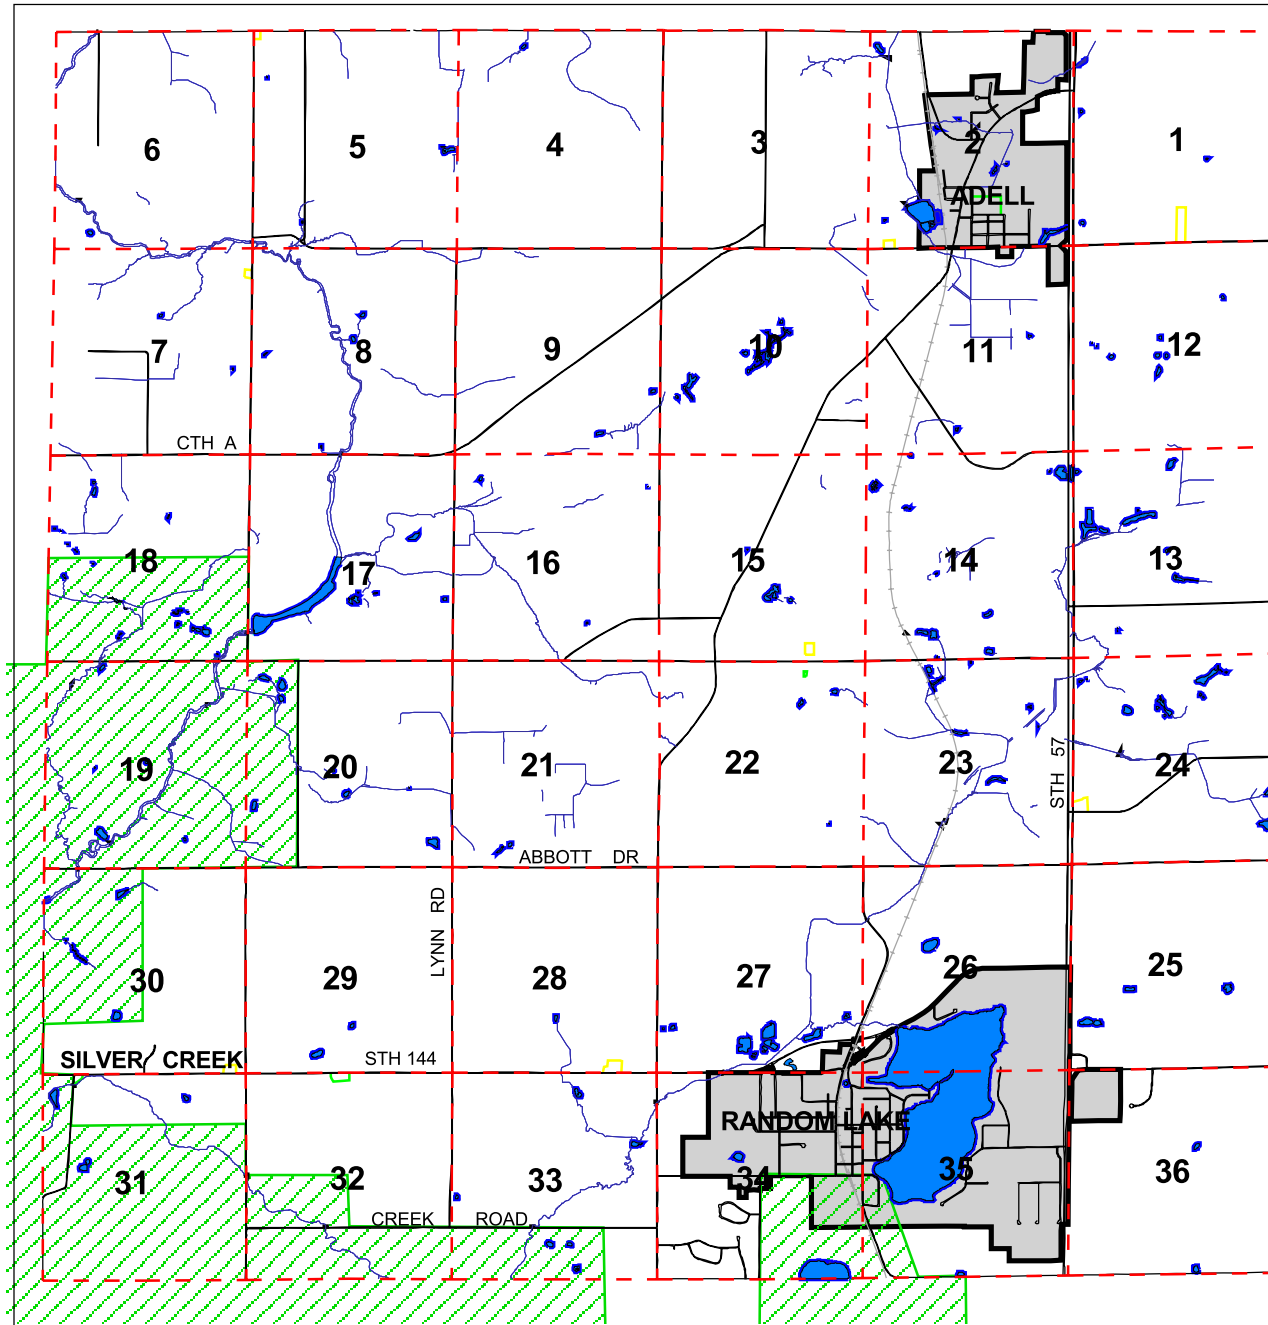 6 5 4 3 2 1
ADELL
7 8 9 10 11 12
CTH A
18 17 16 15 14 13
19 20 21 22 23 24
STH 57
ABBOTT DR
LYNN RD
30 29 28 27 26 25
SILVER CREEK
STH 144
RANDOM LAKE
31 32 33 34 35 36
CREEK ROAD